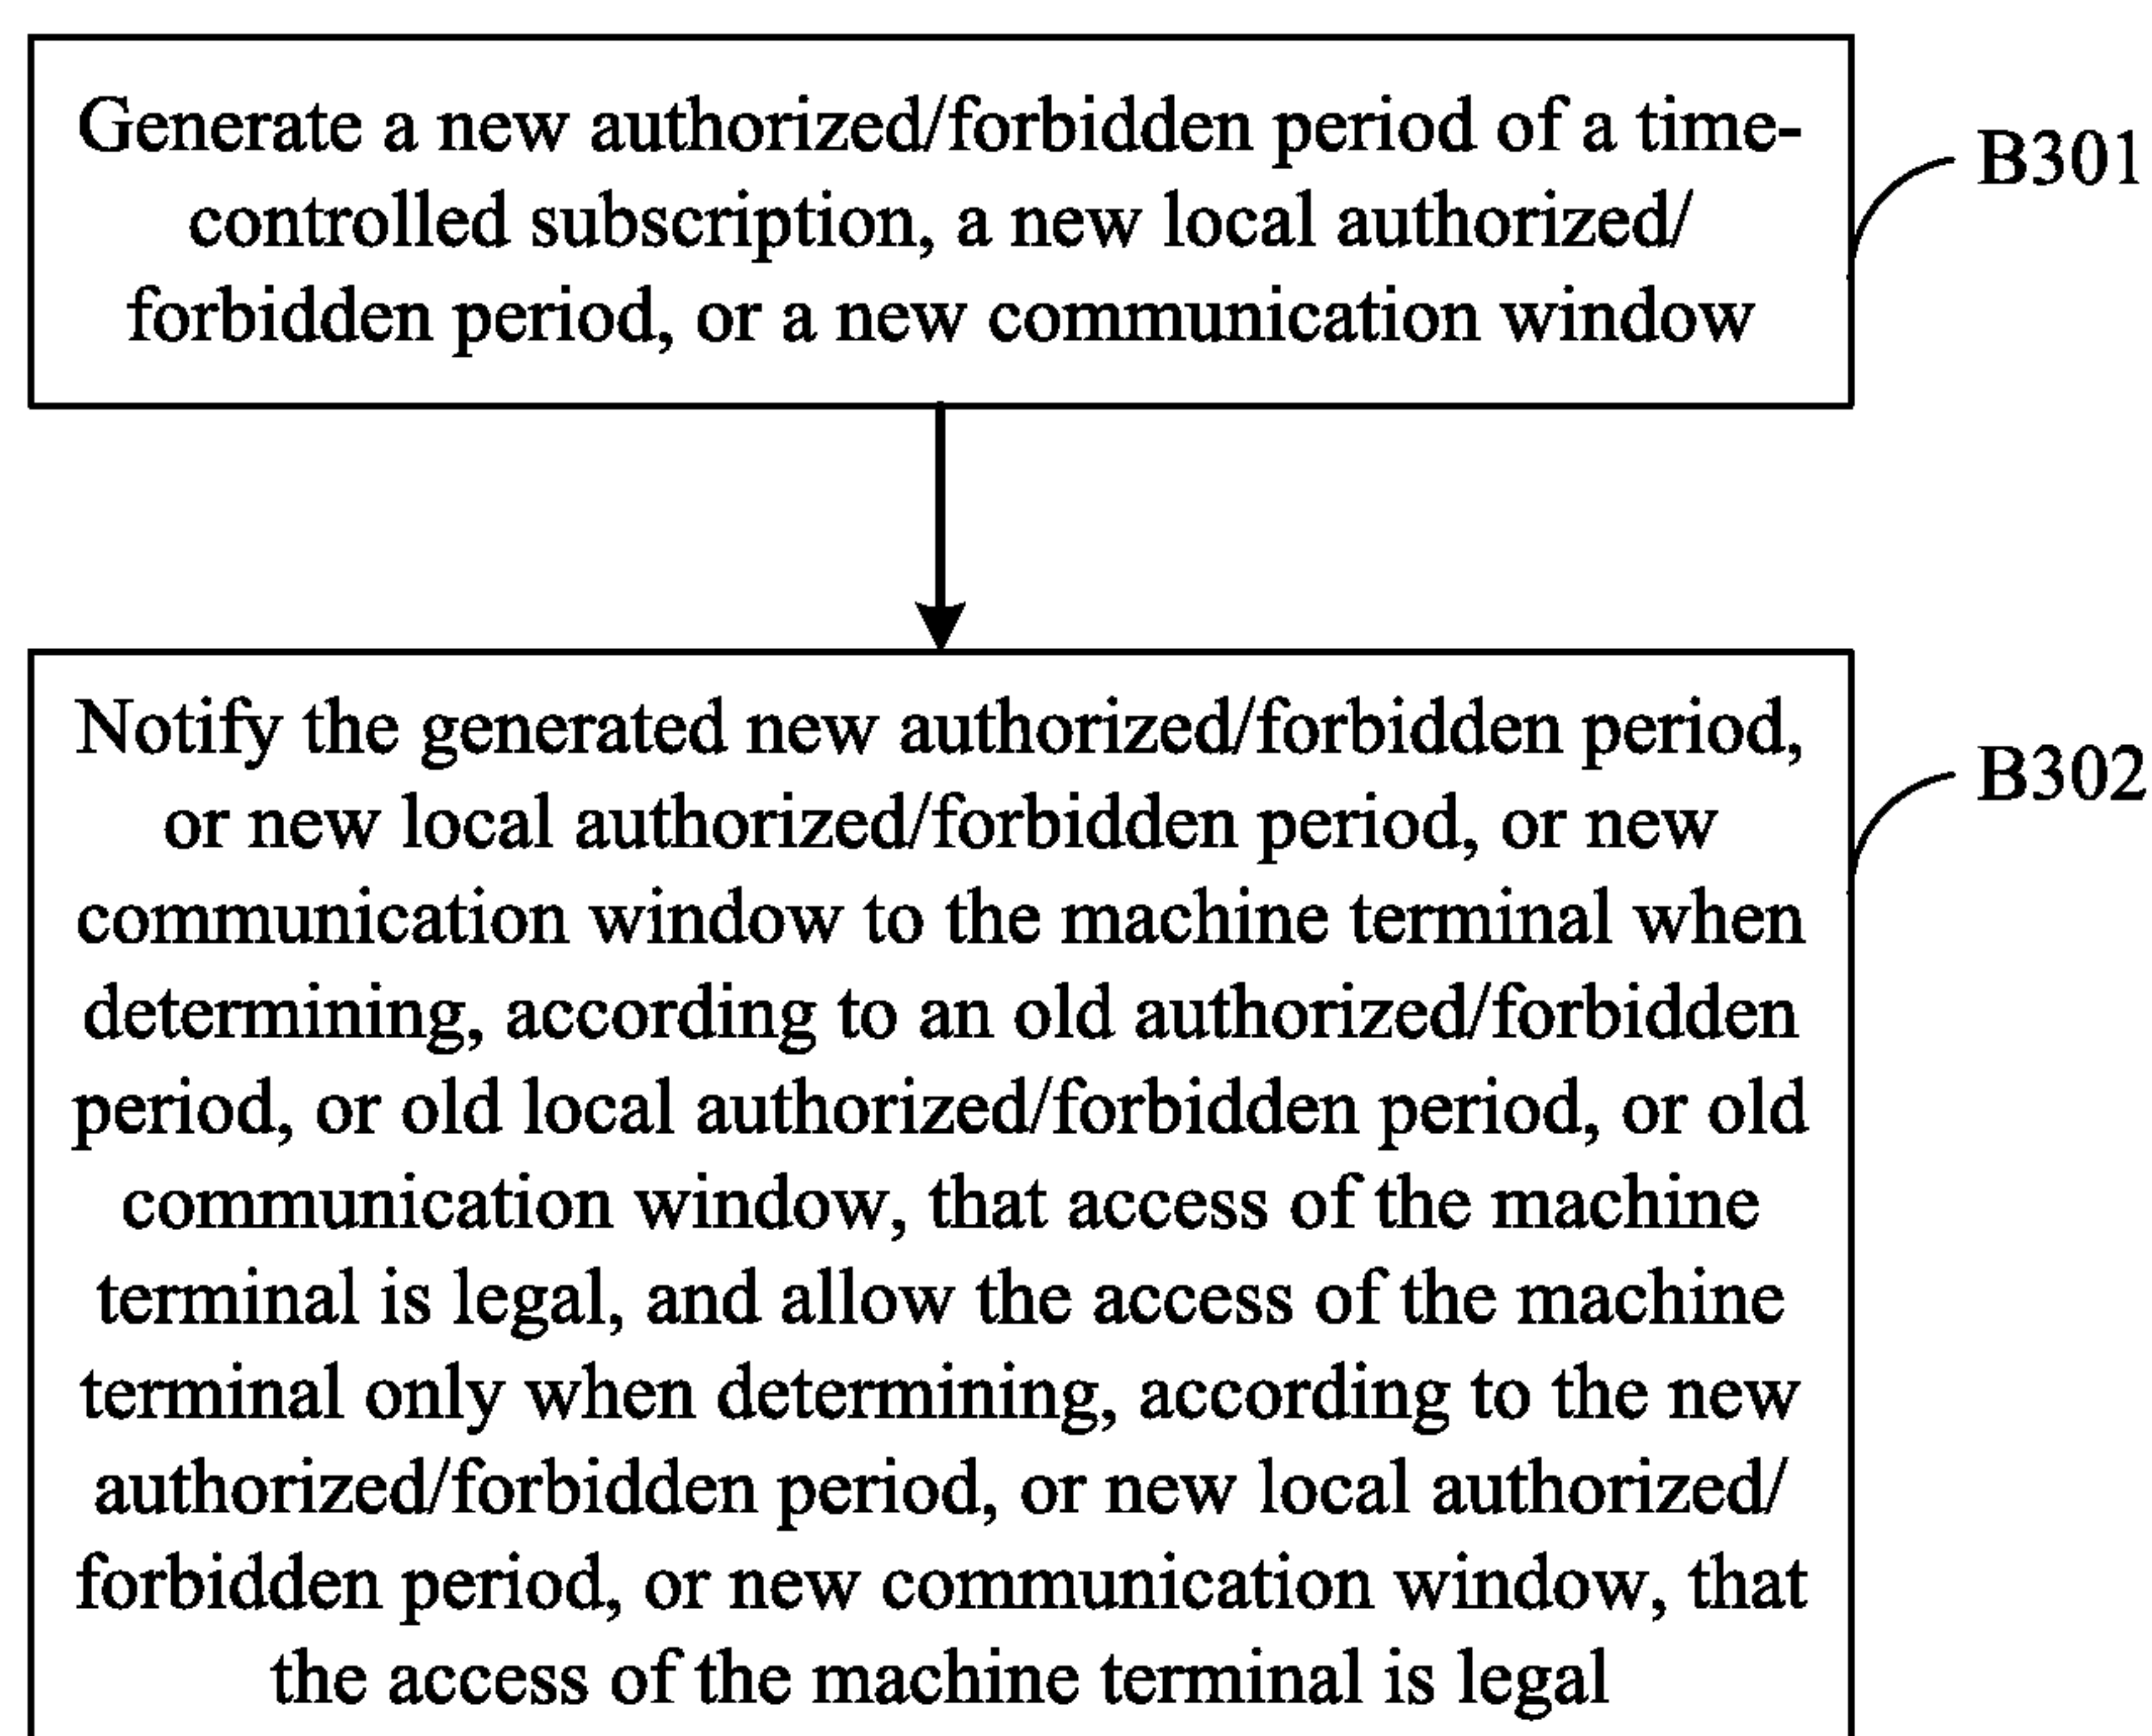 Generate a new authorized/forbidden period of a time-
controlled subscription, a new local authorized/
forbidden period, or a new communication window
B301
Notify the generated new authorized/forbidden period,
or new local authorized/forbidden period, or new
communication window to the machine terminal when
determining, according to an old authorized/forbidden
period, or old local authorized/forbidden period, or old
communication window, that access of the machine
terminal is legal, and allow the access of the machine
terminal only when determining, according to the new
authorized/forbidden period, or new local authorized/
forbidden period, or new communication window, that
the access of the machine terminal is legal
B302